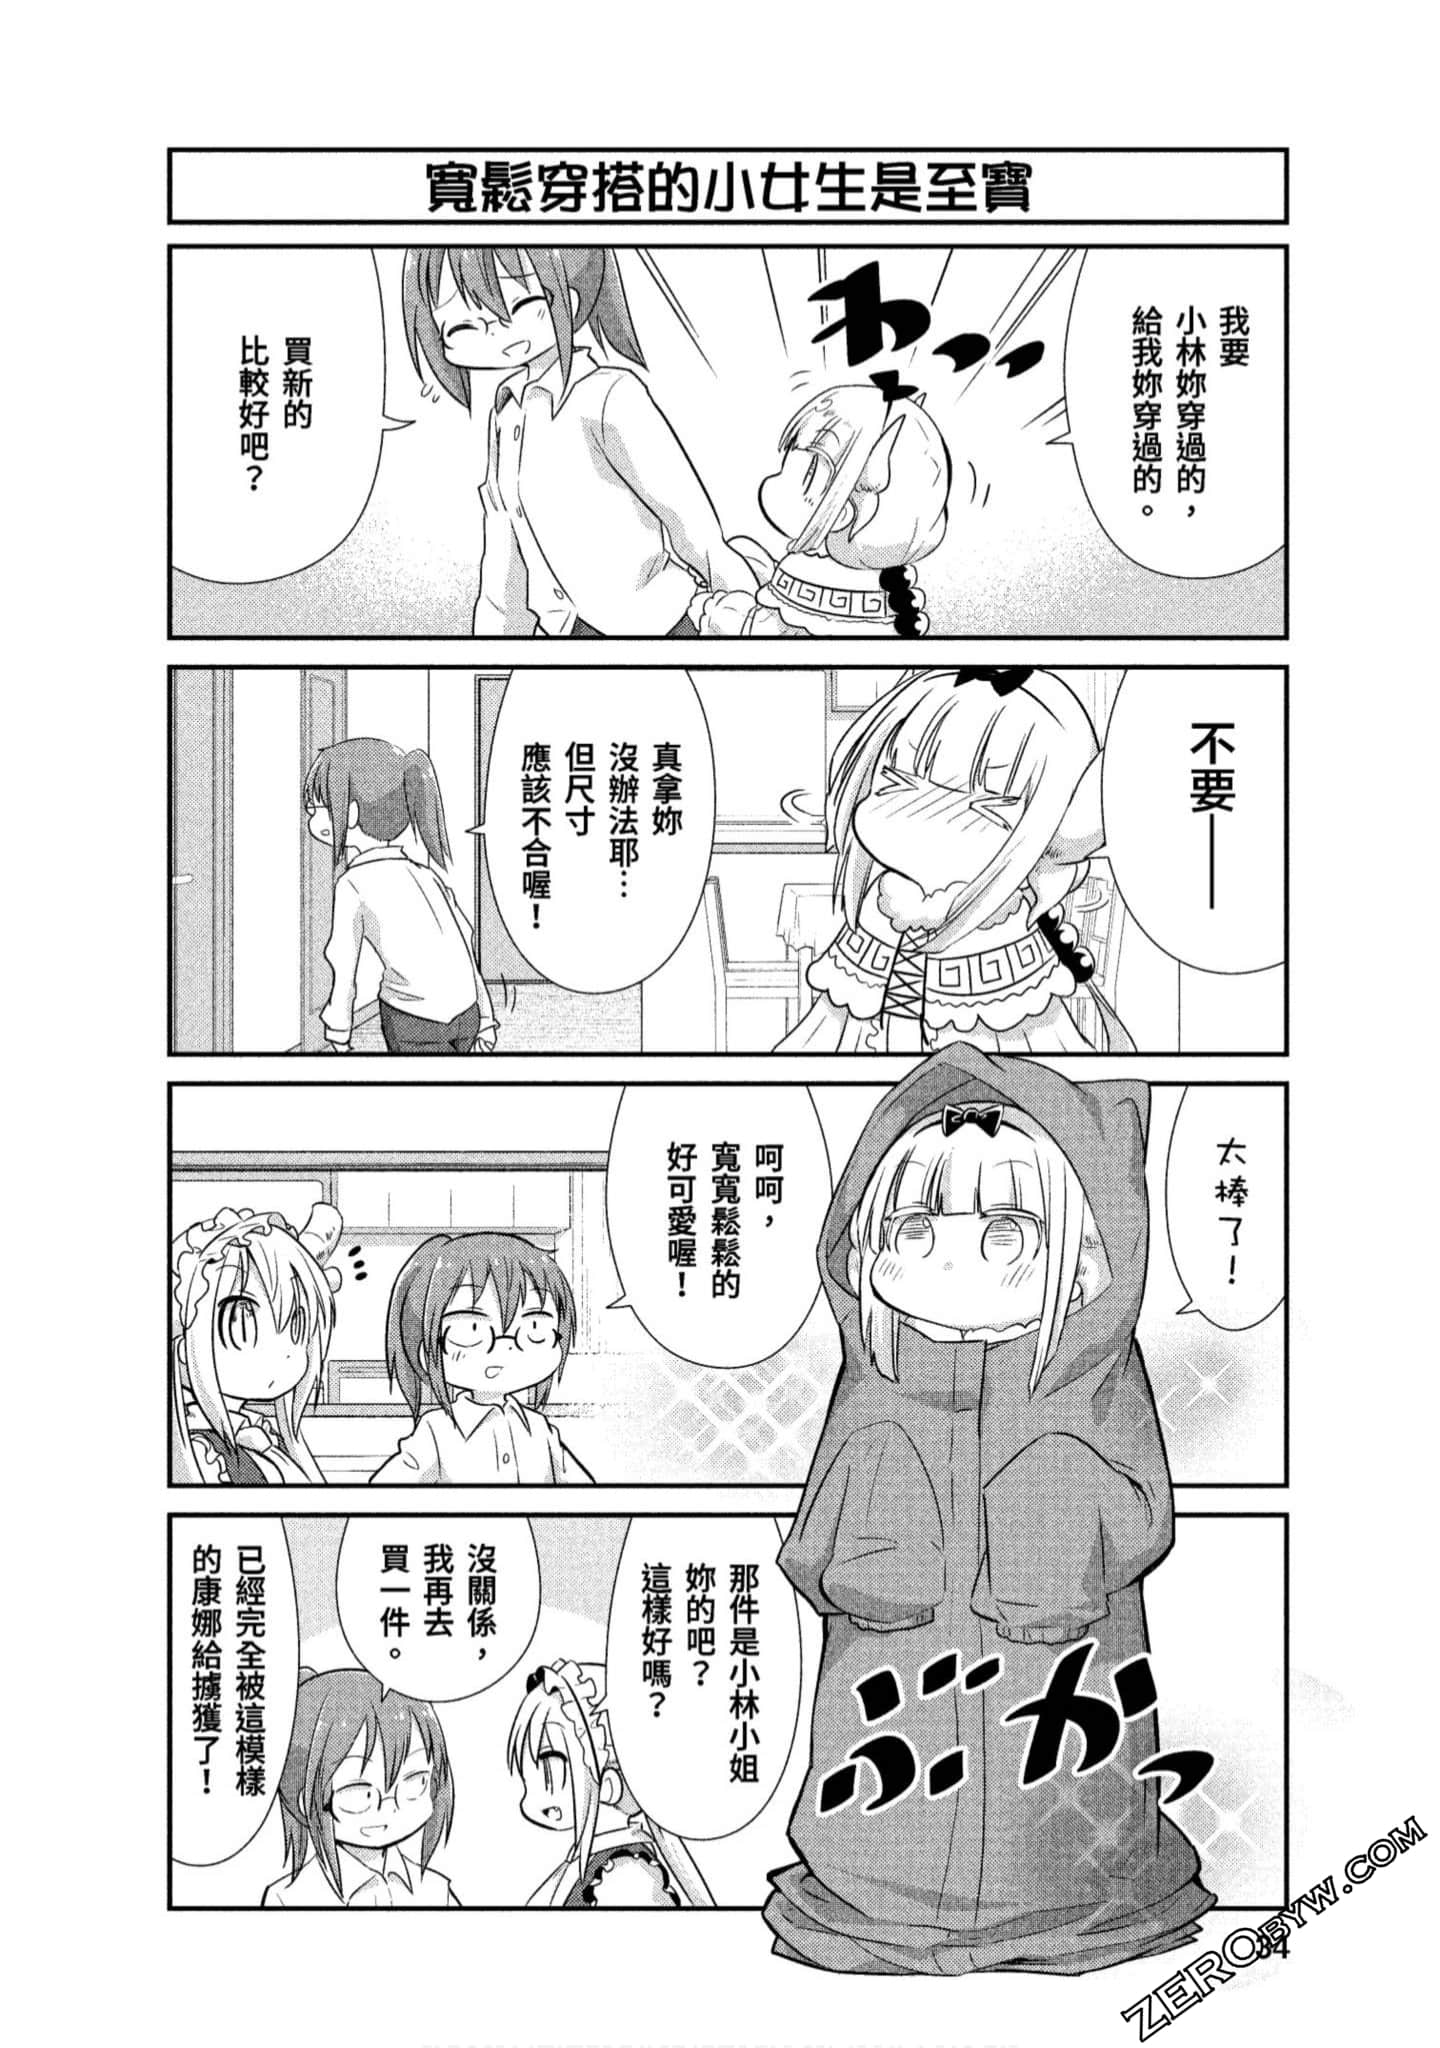 寬鬆穿搭的小女生是至寶
我要
小林妳穿過的，
給我妳穿過的。
わっっ
買新的
比較好吧？
不要——
真拿妳
沒辦法耶…
但尺寸
應該不合喔！
太棒了！
呵呵，
寬寬鬆鬆的
好可愛喔！
ぶかっ
那件是小林小姐
妳的吧？
這樣好嗎？
沒關係，
我再去
買一件。
已經完全被這模樣
的康娜給擄獲了！
34
ZEROBYW.COM